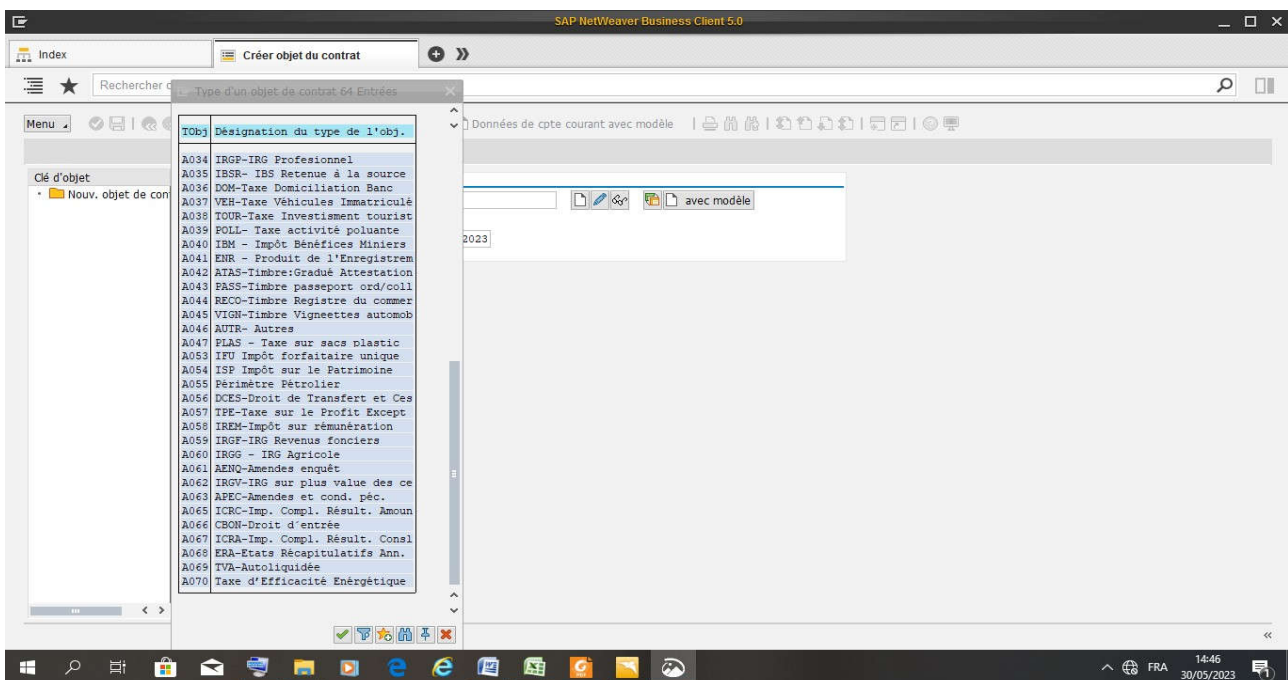 SAP NetWeaver Business Client 5.0
Index
Créer objet du contrat
Rechercher
Type d'un objet de contrat 64 Entrées
Menu
Données de cpte courant avec modèle
TObj Désignation du type de l'obj.
A034 IRGP-IRG Profesionnel
A035 IBSR- IBS Retenue à la source
A036 DOM-Taxe Domiciliation Banc
A037 VEH-Taxe Véhicules Immatriculé
A038 TOUR-Taxe Investisment tourist
A039 POLL- Taxe activité poluante
A040 IBM - Impôt Bénéfices Miniers
A041 ENR - Produit de l'Enregistrem
A042 ATAS-Timbre:Gradué Attestation
A043 PASS-Timbre passeport ord/coll
A044 RECO-Timbre Registre du commer
A045 VIGN-Timbre Vigneettes automob
A046 AUTR- Autres
A047 PLAS - Taxe sur sacs plastic
A053 IFU Impôt forfaitaire unique
A054 ISP Impôt sur le Patrimoine
A055 Périmètre Pétrolier
A056 DCES-Droit de Transfert et Ces
A057 TPE-Taxe sur le Profit Except
A058 IREM-Impôt sur rémunération
A059 IRGF-IRG Revenus fonciers
A060 IRGG - IRG Agricole
A061 AENQ-Amendes enquêt
A062 IRGV-IRG sur plus value des ce
A063 APEC-Amendes et cond. péc.
A065 ICRC-Imp. Compl. Résult. Amoun
A066 CBON-Droit d'entrée
A067 ICRA-Imp. Compl. Résult. Consl
A068 ERA-Etats Récapitulatifs Ann.
A069 TVA-Autoliquidée
A070 Taxe d'Efficacité Enérgétique
Clé d'objet
Nouv. objet de con
avec modèle
2023
FRA
14:46
30/05/2023